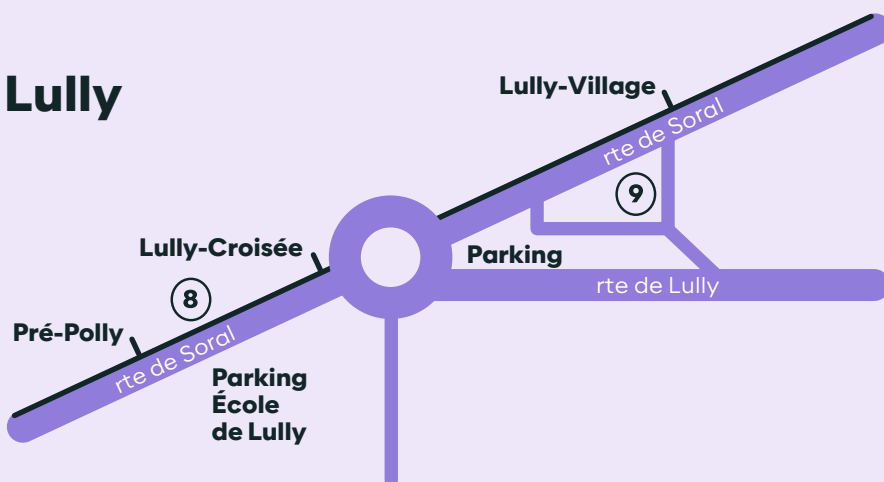 Lully
Lully-Village
rte de Soral
9
Lully-Croisée
Parking
8
rte de Lully
Pré-Polly
rte de Soral
Parking
École
de Lully